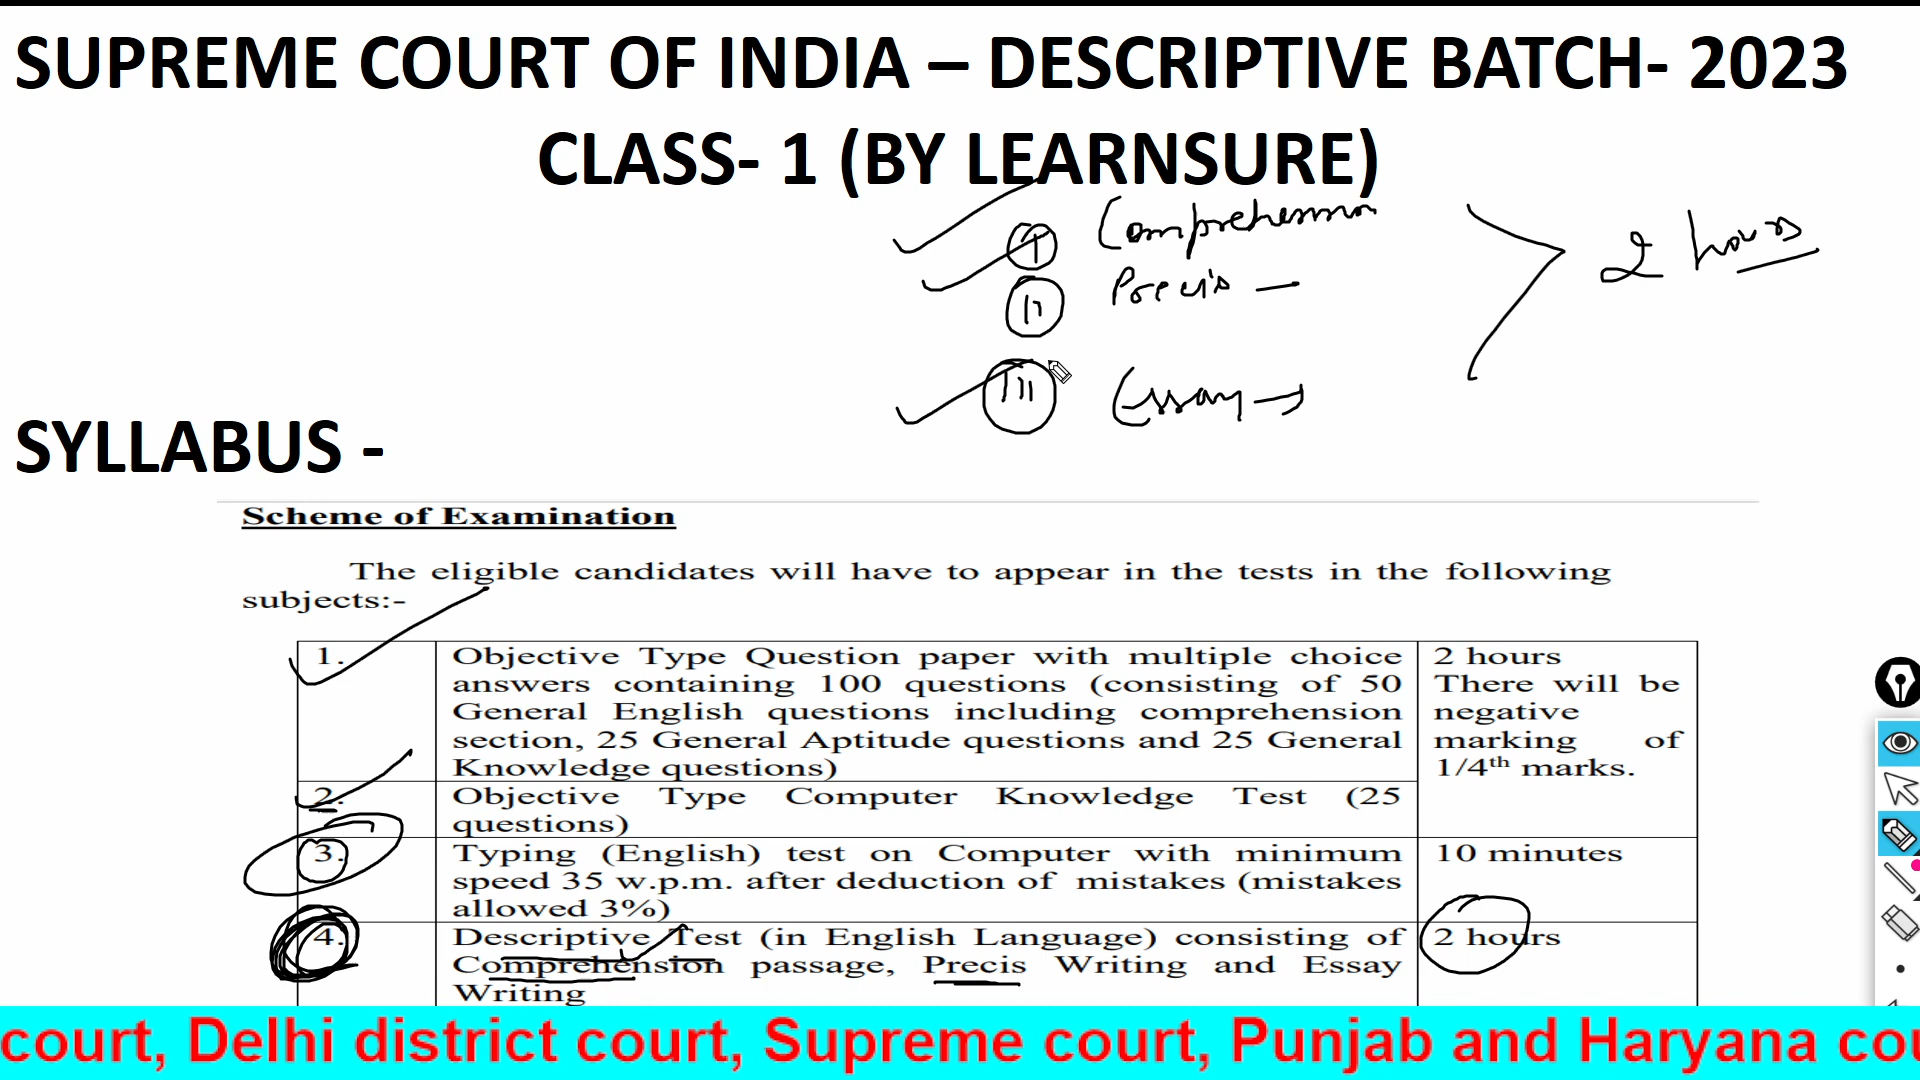 SUPREME COURT OF INDIA – DESCRIPTIVE BATCH- 2023
CLASS- 1 (BY LEARNSURE)
I Comprehension
II Precis –
2 hours
III Essay →
SYLLABUS -
Scheme of Examination
The eligible candidates will have to appear in the tests in the following
subjects:-
1. Objective Type Question paper with multiple choice 2 hours
answers containing 100 questions (consisting of 50 There will be
General English questions including comprehension negative
section, 25 General Aptitude questions and 25 General marking of
Knowledge questions) 1/4th marks.
2. Objective Type Computer Knowledge Test (25
questions)
3. Typing (English) test on Computer with minimum 10 minutes
speed 35 w.p.m. after deduction of mistakes (mistakes
allowed 3%)
4. Descriptive Test (in English Language) consisting of 2 hours
Comprehension passage, Precis Writing and Essay
Writing
court, Delhi district court, Supreme court, Punjab and Haryana cou